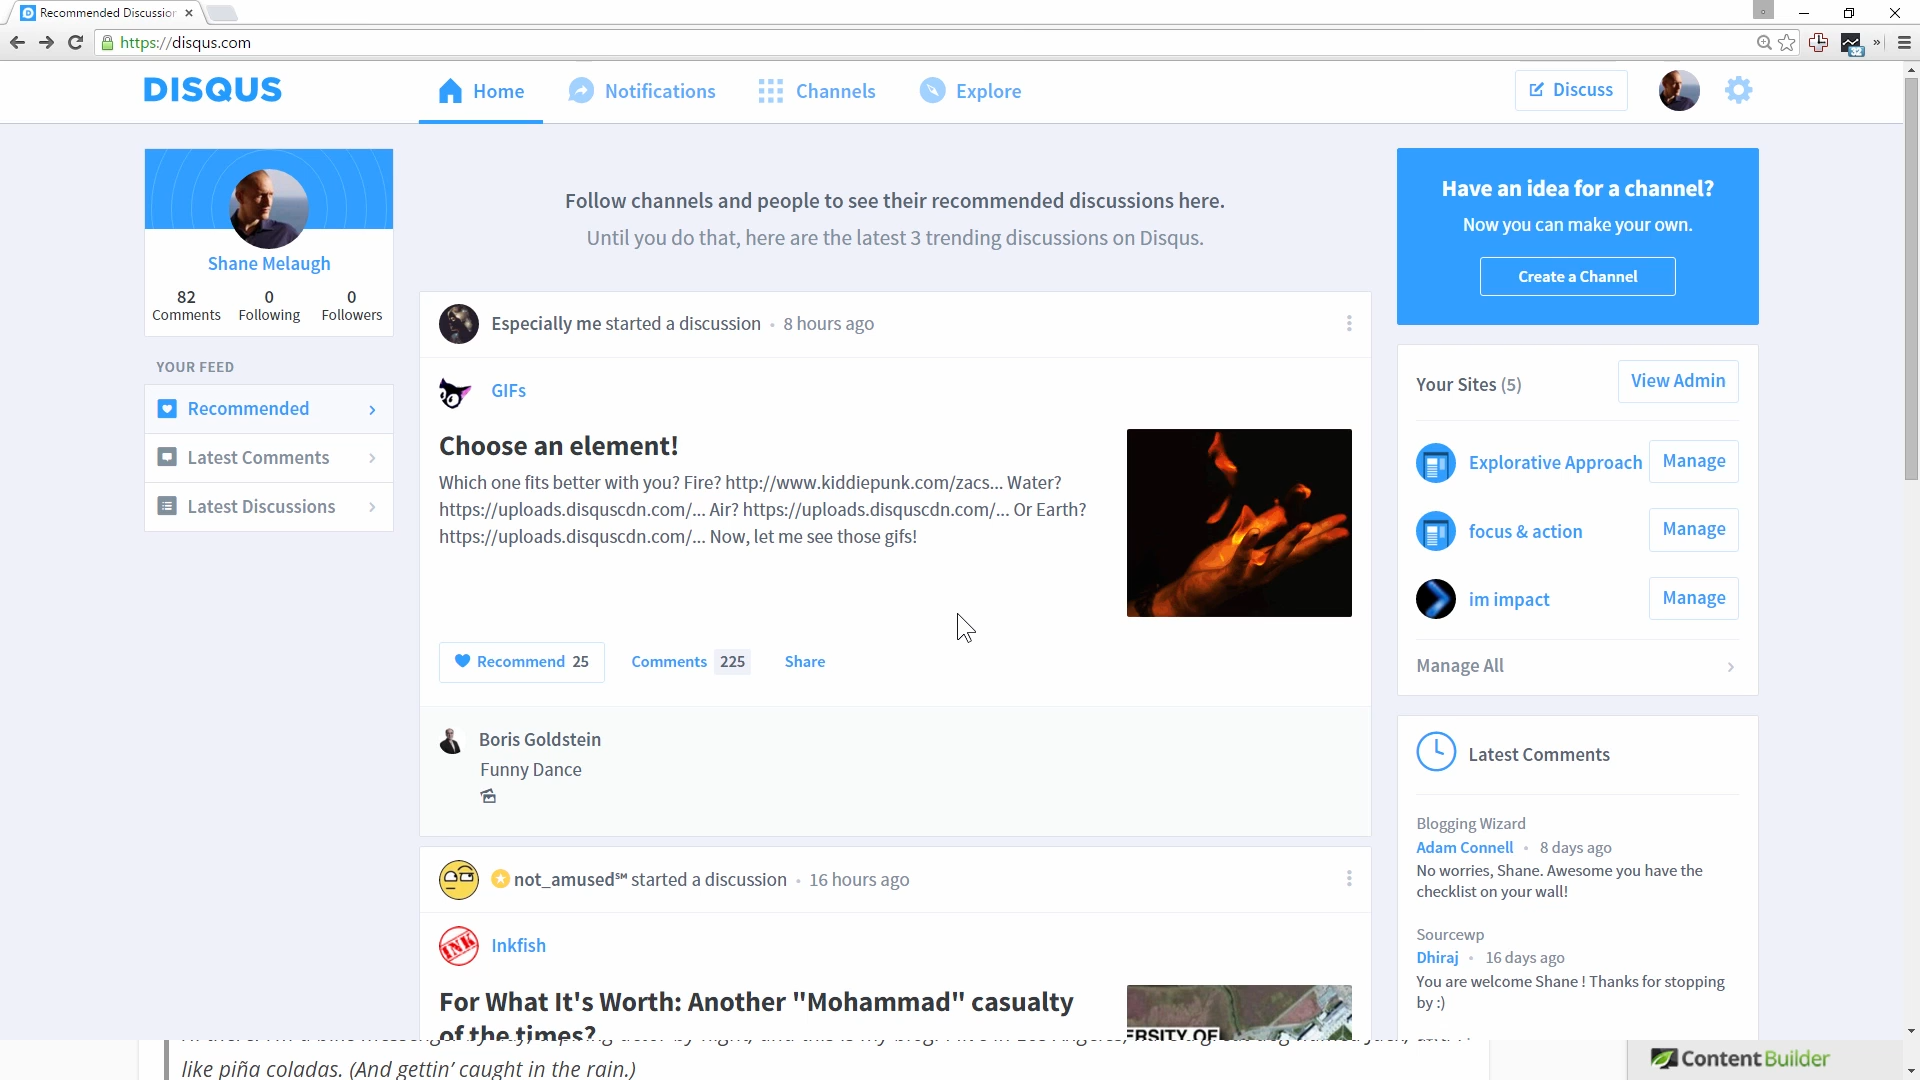 Recommended Discussion
https://disqus.com
32
DISQUS
Home
Notifications
Channels
Explore
Discuss
Shane Melaugh
82
0
0
Comments
Following
Followers
YOUR FEED
Recommended
Latest Comments
Latest Discussions
Follow channels and people to see their recommended discussions here.
Until you do that, here are the latest 3 trending discussions on Disqus.
Especially me started a discussion • 8 hours ago
GIFs
Choose an element!
Which one fits better with you? Fire? http://www.kiddiepunk.com/zacs... Water?
https://uploads.disquscdn.com/... Air? https://uploads.disquscdn.com/... Or Earth?
https://uploads.disquscdn.com/... Now, let me see those gifs!
Recommend 25
Comments 225
Share
Boris Goldstein
Funny Dance
not_amused℠ started a discussion • 16 hours ago
INK
Inkfish
For What It's Worth: Another "Mohammad" casualty
of the times?
ERSITY OF
Have an idea for a channel?
Now you can make your own.
Create a Channel
Your Sites (5)
View Admin
Explorative Approach
Manage
focus & action
Manage
im impact
Manage
Manage All
Latest Comments
Blogging Wizard
Adam Connell • 8 days ago
No worries, Shane. Awesome you have the
checklist on your wall!
Sourcewp
Dhiraj • 16 days ago
You are welcome Shane ! Thanks for stopping
by :)
like piña coladas. (And gettin’ caught in the rain.)
Content Builder